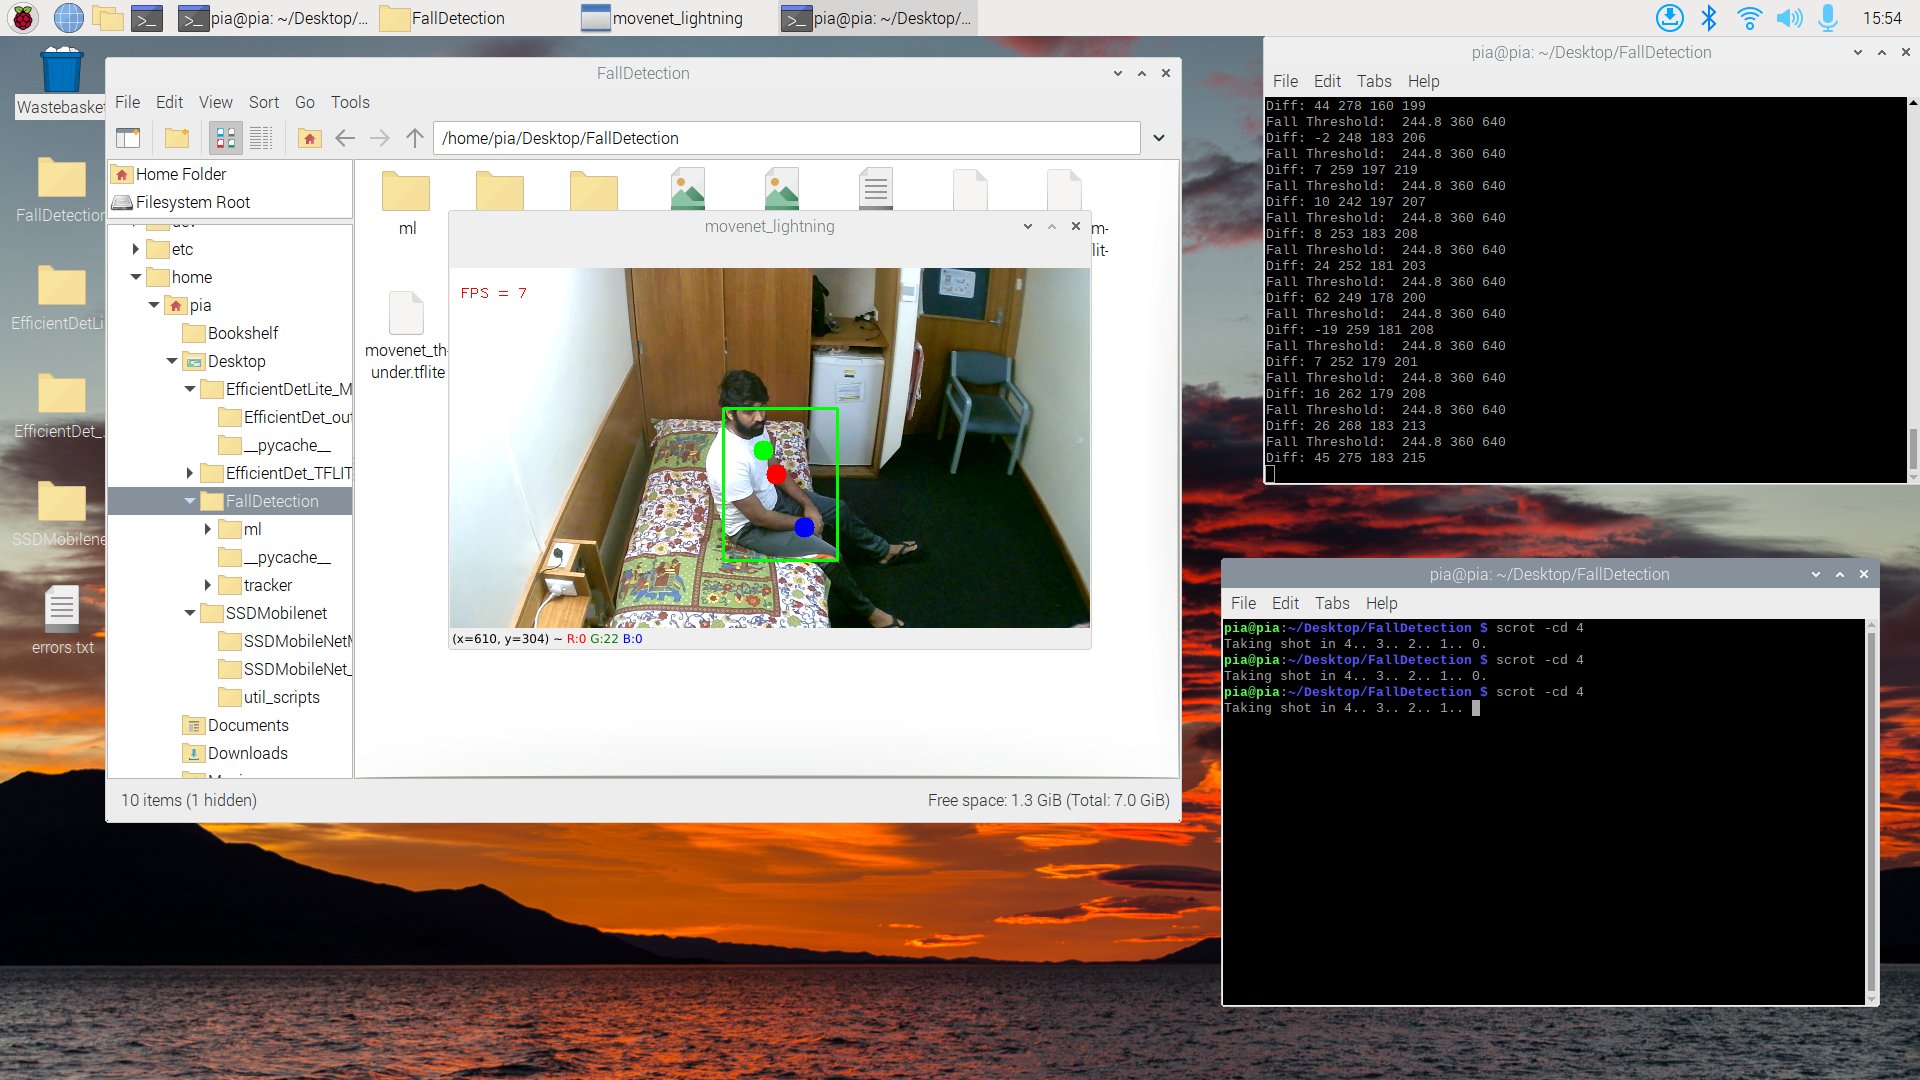 pia@pia: ~/Desktop/...
FallDetection
movenet_lightning
pia@pia: ~/Desktop/...
15:54
Wastebasket
FallDetection
EfficientDetLi
EfficientDet_.
SSDMobilene
errors.txt
FallDetection
File Edit View Sort Go Tools
/home/pia/Desktop/FallDetection
Home Folder
Filesystem Root
etc
home
pia
Bookshelf
Desktop
EfficientDetLite_M
EfficientDet_out
__pycache__
EfficientDet_TFLIT
FallDetection
ml
__pycache__
tracker
SSDMobilenet
SSDMobileNetM
SSDMobileNet_
util_scripts
Documents
Downloads
ml
m-
lit-
movenet_th-
under.tflite
10 items (1 hidden)
Free space: 1.3 GiB (Total: 7.0 GiB)
movenet_lightning
FPS = 7
(x=610, y=304) ~ R:0 G:22 B:0
pia@pia: ~/Desktop/FallDetection
File Edit Tabs Help
Diff: 44 278 160 199
Fall Threshold:  244.8 360 640
Diff: -2 248 183 206
Fall Threshold:  244.8 360 640
Diff: 7 259 197 219
Fall Threshold:  244.8 360 640
Diff: 10 242 197 207
Fall Threshold:  244.8 360 640
Diff: 8 253 183 208
Fall Threshold:  244.8 360 640
Diff: 24 252 181 203
Fall Threshold:  244.8 360 640
Diff: 62 249 178 200
Fall Threshold:  244.8 360 640
Diff: -19 259 181 208
Fall Threshold:  244.8 360 640
Diff: 7 252 179 201
Fall Threshold:  244.8 360 640
Diff: 16 262 179 208
Fall Threshold:  244.8 360 640
Diff: 26 268 183 213
Fall Threshold:  244.8 360 640
Diff: 45 275 183 215
pia@pia: ~/Desktop/FallDetection
File Edit Tabs Help
pia@pia:~/Desktop/FallDetection $ scrot -cd 4
Taking shot in 4.. 3.. 2.. 1.. 0.
pia@pia:~/Desktop/FallDetection $ scrot -cd 4
Taking shot in 4.. 3.. 2.. 1.. 0.
pia@pia:~/Desktop/FallDetection $ scrot -cd 4
Taking shot in 4.. 3.. 2.. 1..